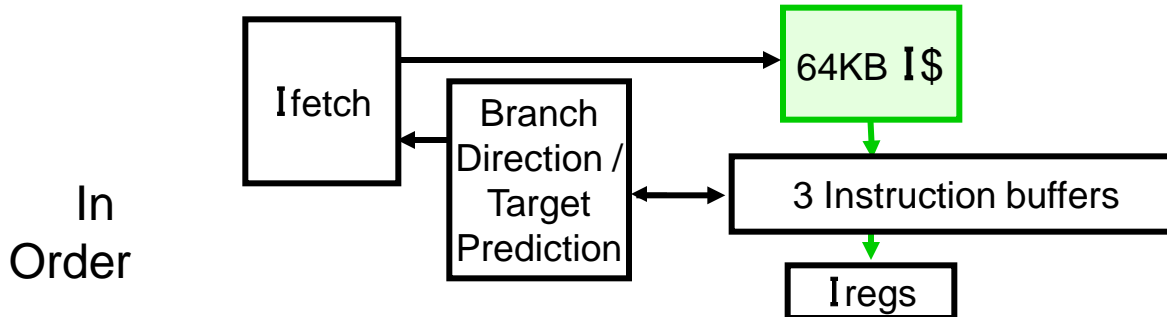 Ifetch
64KB I$
Branch
Direction /
Target
Prediction
3 Instruction buffers
In
Order
Iregs